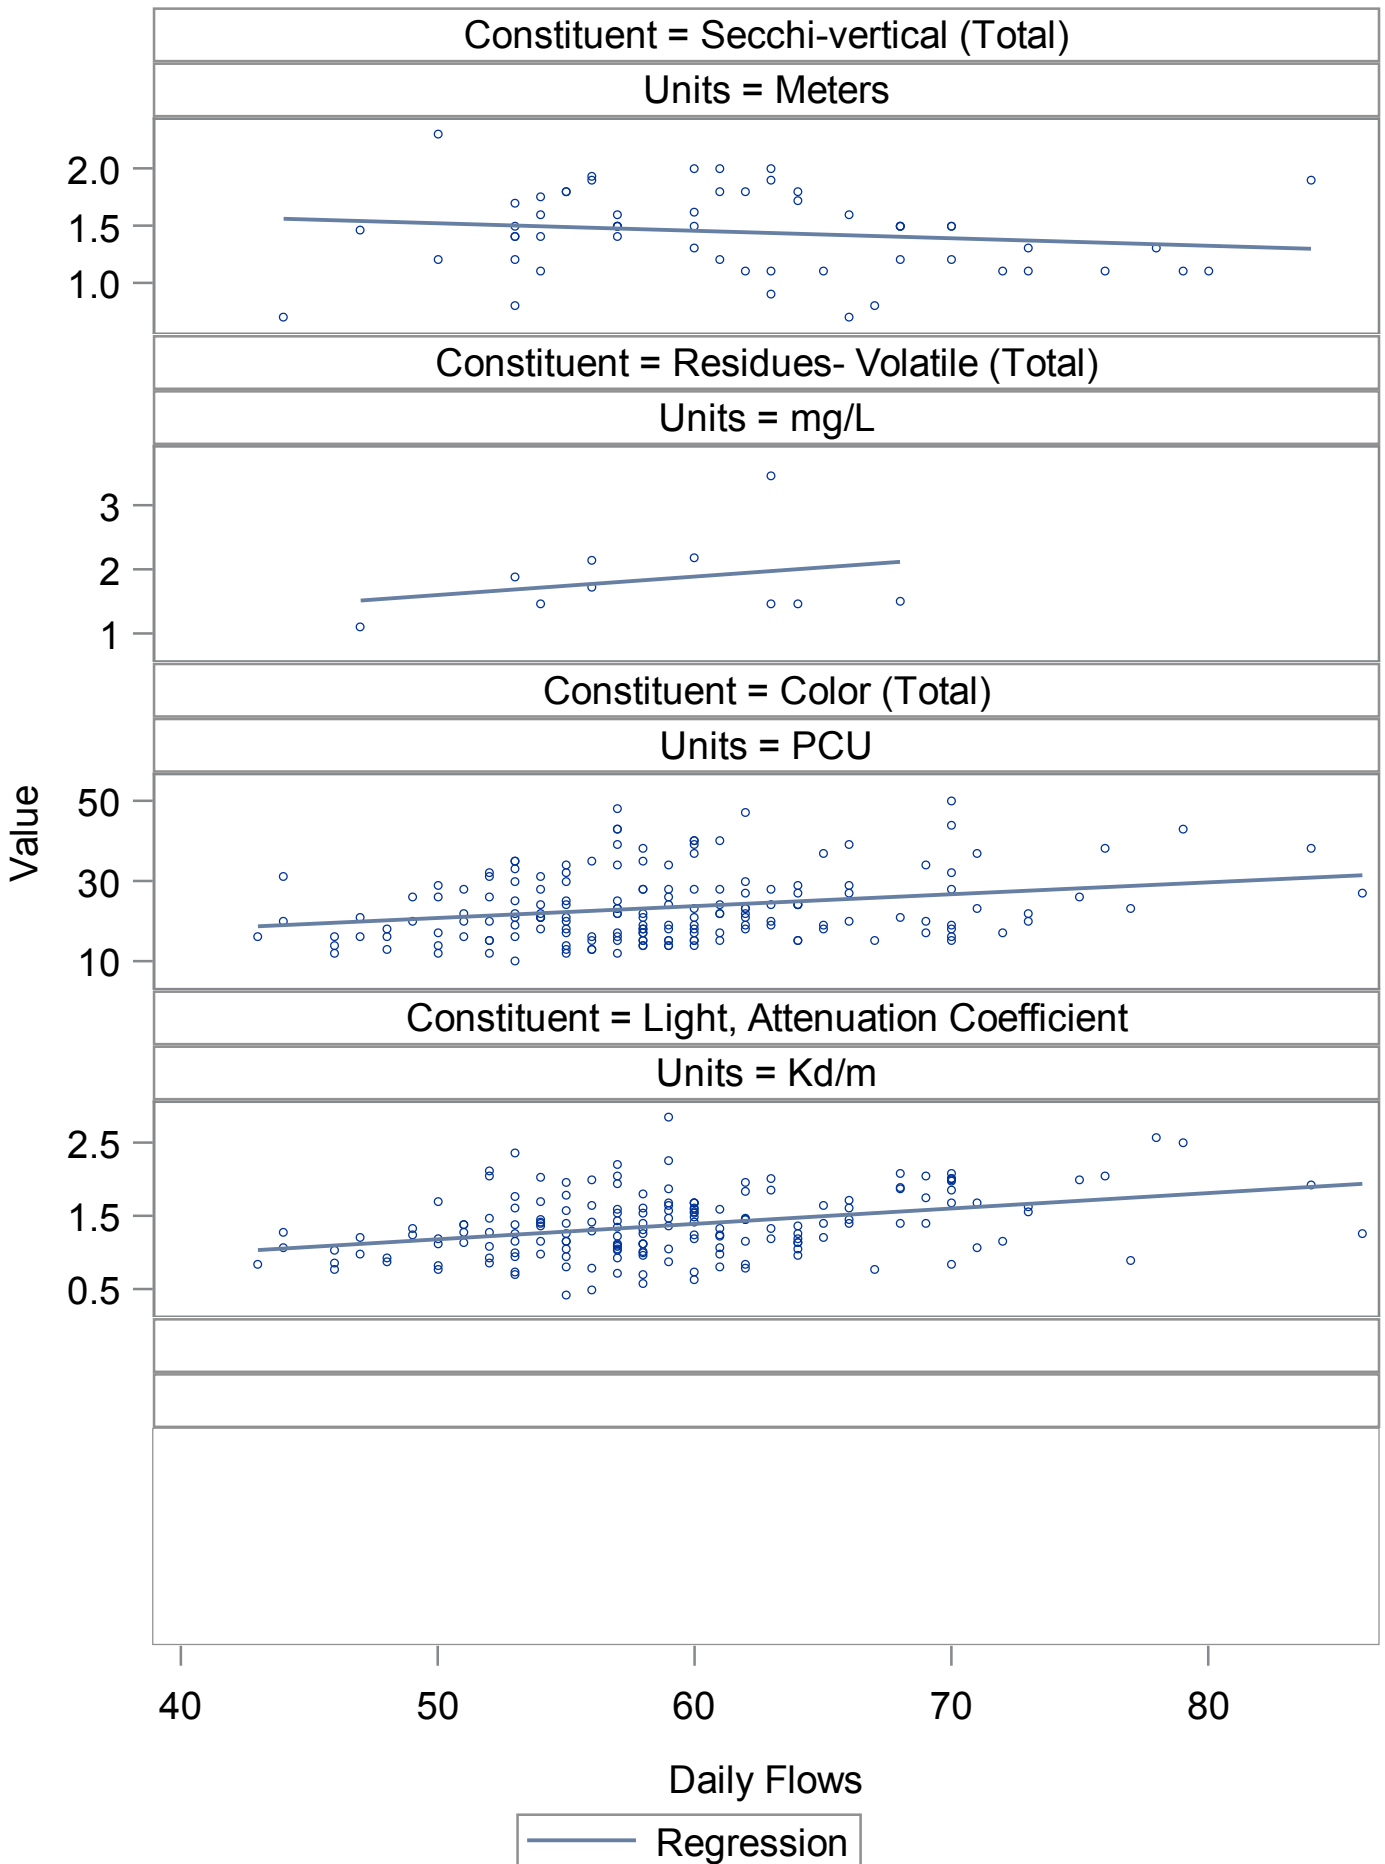 Constituent = Secchi-vertical (Total)
Units = Meters
2.0
1.5
1.0
Constituent = Residues- Volatile (Total)
Units = mg/L
3
2
1
Constituent = Color (Total)
Units = PCU
Value
50
30
10
Constituent = Light, Attenuation Coefficient
Units = Kd/m
2.5
1.5
0.5
40 50 60 70 80
Daily Flows
Regression